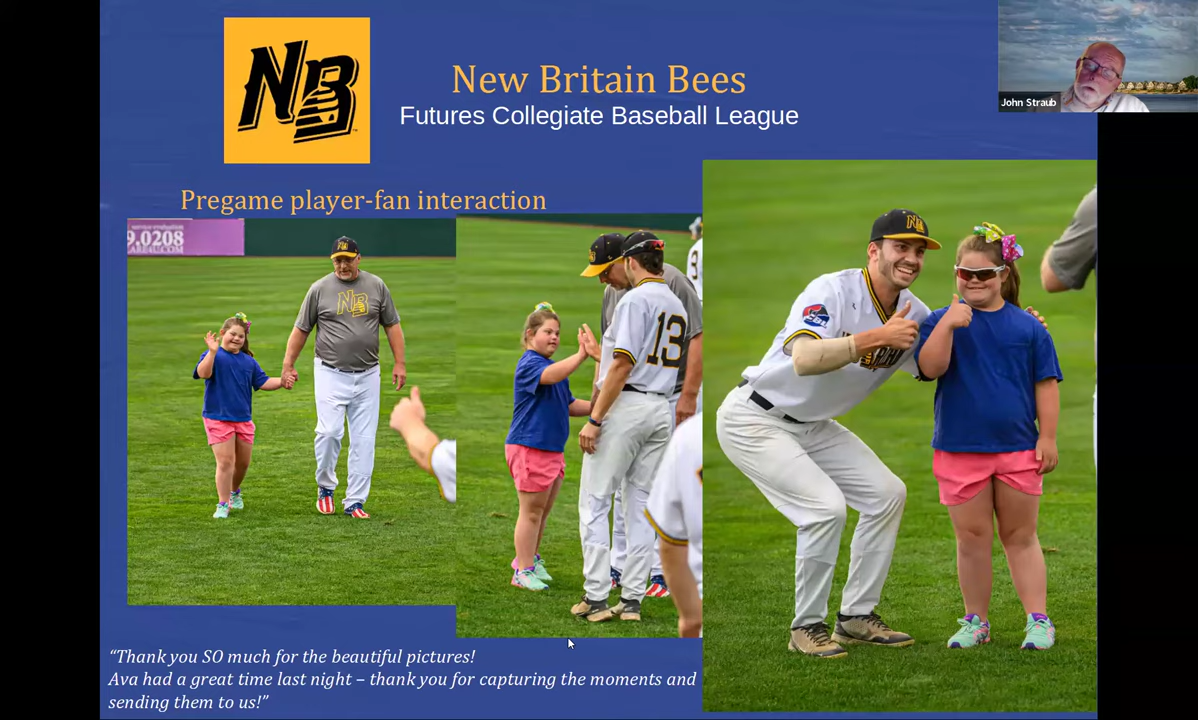 NB
New Britain Bees
Futures Collegiate Baseball League
John Straub
Pregame player-fan interaction
9.0208
NB
13
3
“Thank you SO much for the beautiful pictures!
Ava had a great time last night – thank you for capturing the moments and
sending them to us!”